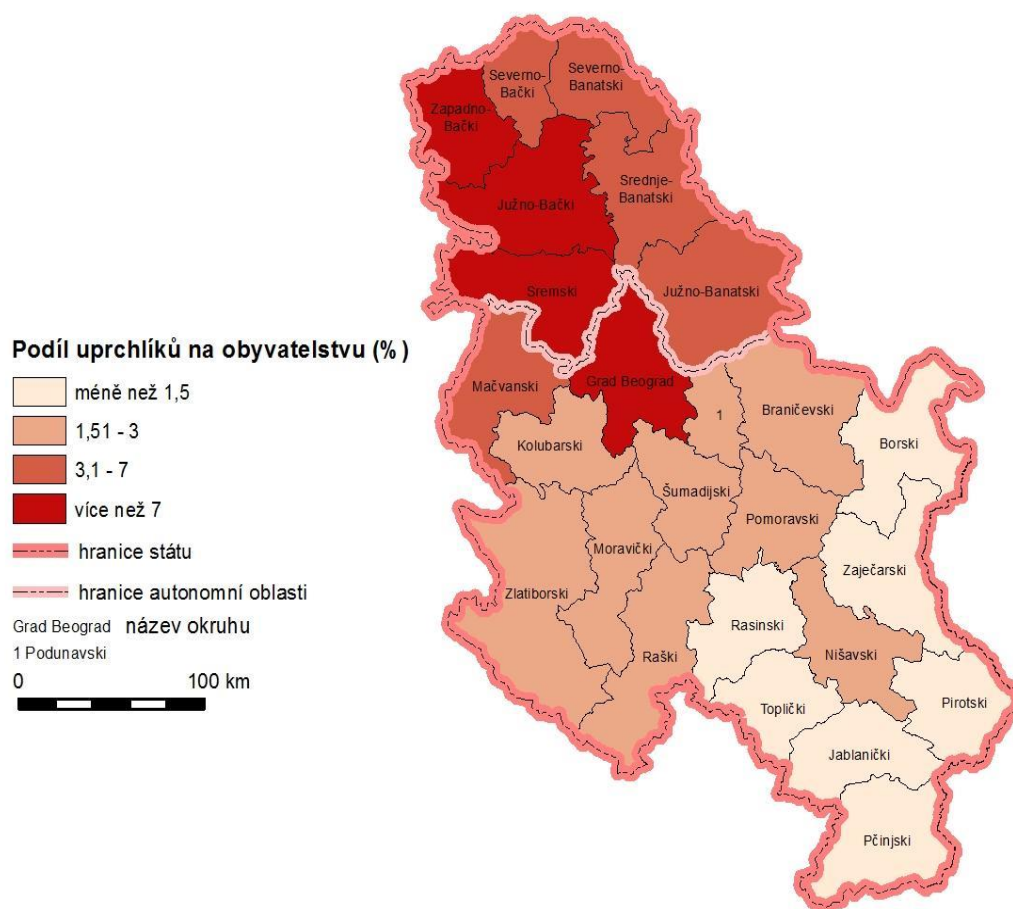 Severno-
Bački
Severno-
Banatski
Zapadno-
Bački
Srednje-
Banatski
Južno-Bački
Sremski
Južno-Banatski
Podíl uprchlíků na obyvatelstvu (%)
méně než 1,5
1,51 - 3
3,1 - 7
více než 7
hranice státu
hranice autonomní oblasti
Grad Beograd název okruhu
1 Podunavski
0 100 km
Mačvanski
Grad Beograd
1
Braničevski
Kolubarski
Borski
Šumadijski
Pomoravski
Moravički
Zaječarski
Zlatiborski
Rasinski
Raški
Nišavski
Toplički
Pirotski
Jablanički
Pčinjski